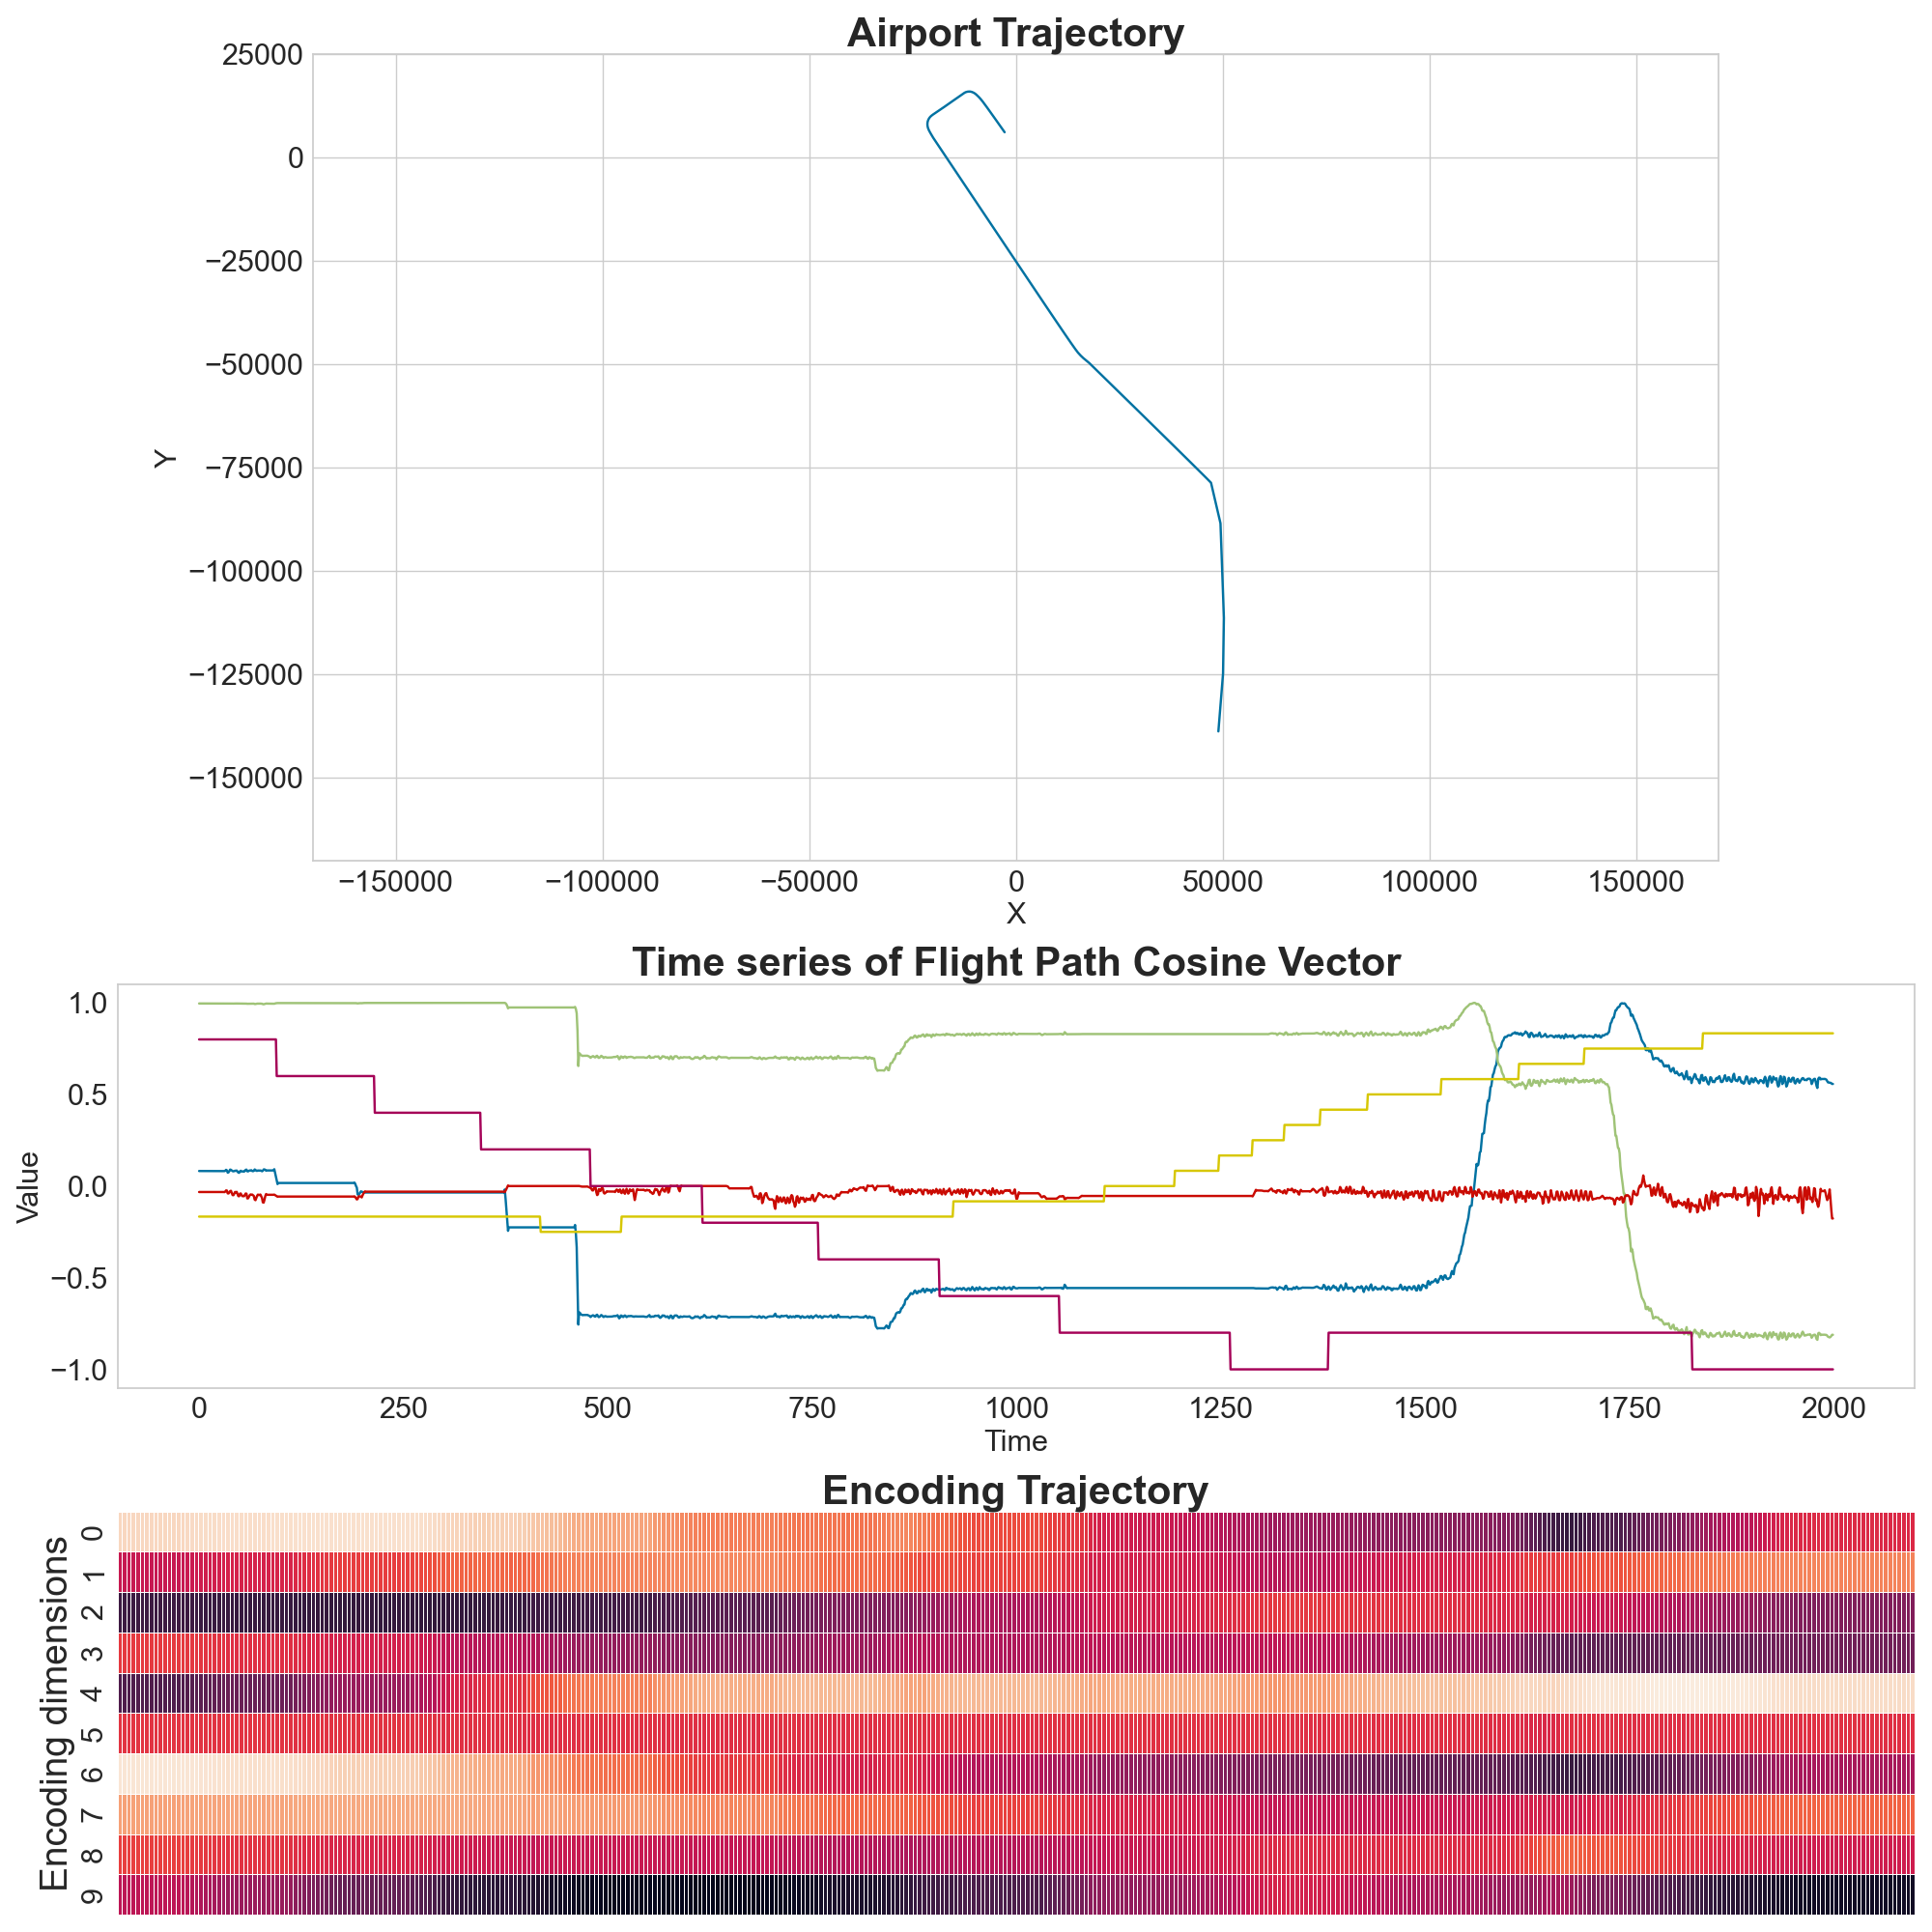 Airport Trajectory
25000
0
−25000
−50000
−75000
−100000
−125000
−150000
Y
−150000 −100000 −50000 0 50000 100000 150000
X
Time series of Flight Path Cosine Vector
1.0
0.5
0.0
−0.5
−1.0
Value
0 250 500 750 1000 1250 1500 1750 2000
Time
Encoding Trajectory
Encoding dimensions
0
1
2
3
4
5
6
7
8
9